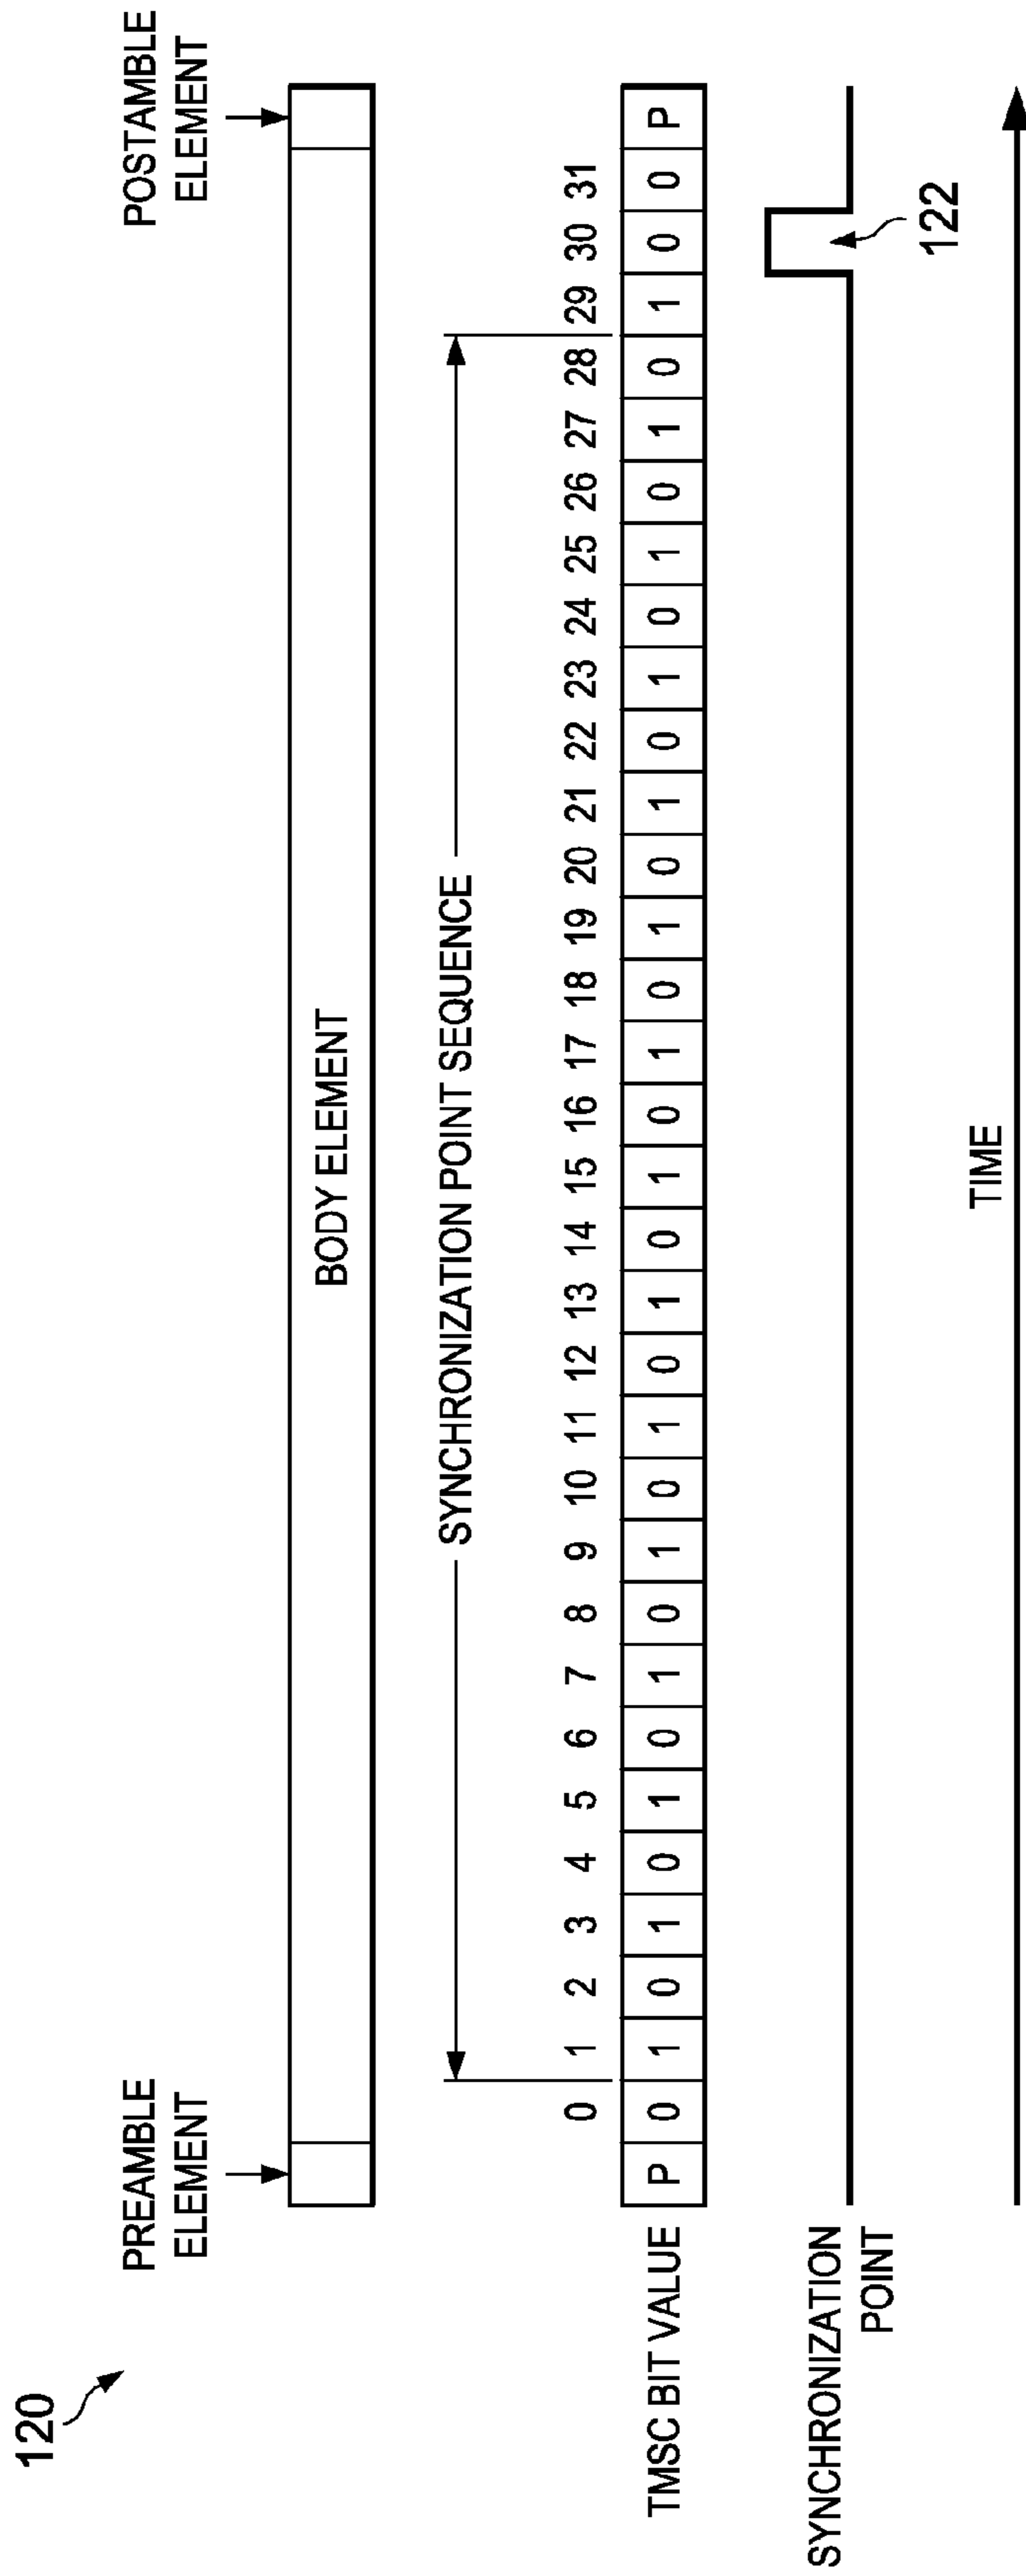 120
PREAMBLE
ELEMENT
POSTAMBLE
ELEMENT
BODY ELEMENT
SYNCHRONIZATION POINT SEQUENCE
0 1 2 3 4 5 6 7 8 9 10 11 12 13 14 15 16 17 18 19 20 21 22 23 24 25 26 27 28 29 30 31
TMSC BIT VALUE P 0 1 0 1 0 1 0 1 0 1 0 1 0 1 0 1 0 1 0 1 0 1 0 1 0 1 0 1 0 1 0 0 P
SYNCHRONIZATION
POINT
122
TIME